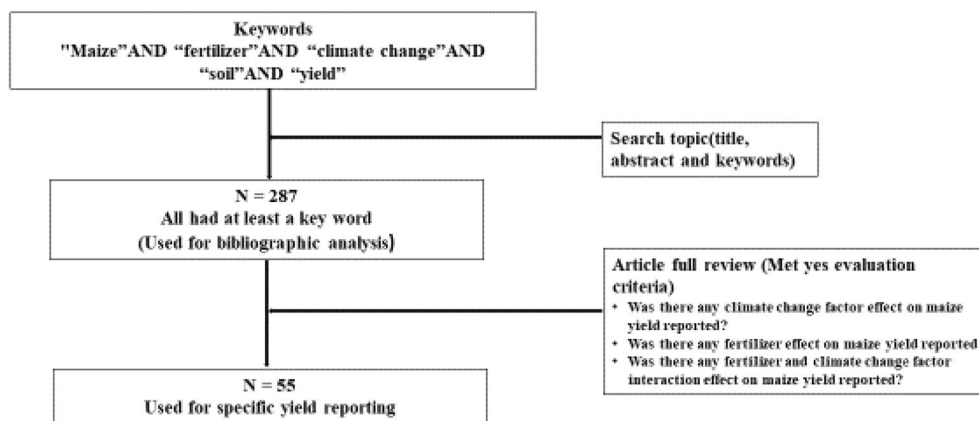 Keywords
"Maize”AND “fertilizer”AND “climate change”AND
“soil”AND “yield”
Search topic(title,
abstract and keywords)
N = 287
All had at least a key word
(Used for bibliographic analysis)
Article full review (Met yes evaluation
criteria)
• Was there any climate change factor effect on maize
yield reported?
• Was there any fertilizer effect on maize yield reported
• Was there any fertilizer and climate change factor
interaction effect on maize yield reported?
N = 55
Used for specific yield reporting